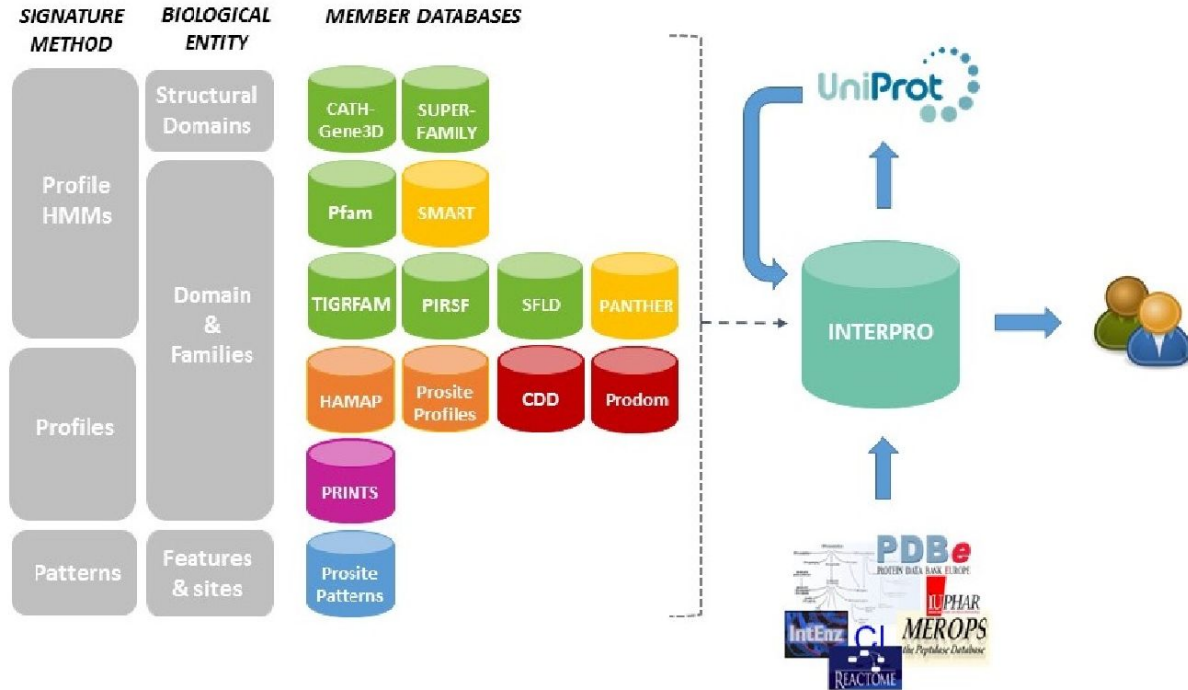 SIGNATURE
METHOD
BIOLOGICAL
ENTITY
MEMBER DATABASES
Profile
HMMs
Profiles
Patterns
Structural
Domains
Domain
&
Families
Features
& sites
CATH-
Gene3D
SUPER-
FAMILY
Pfam
SMART
TIGRFAM
PIRSF
SFLD
PANTHER
HAMAP
Prosite
Profiles
CDD
Prodom
PRINTS
Prosite
Patterns
UniProt
INTERPRO
PDBe
PROTEIN DATA BANK EUROPE
IUPHAR
IntEnz
MEROPS
the Peptidase Database
REACTOME